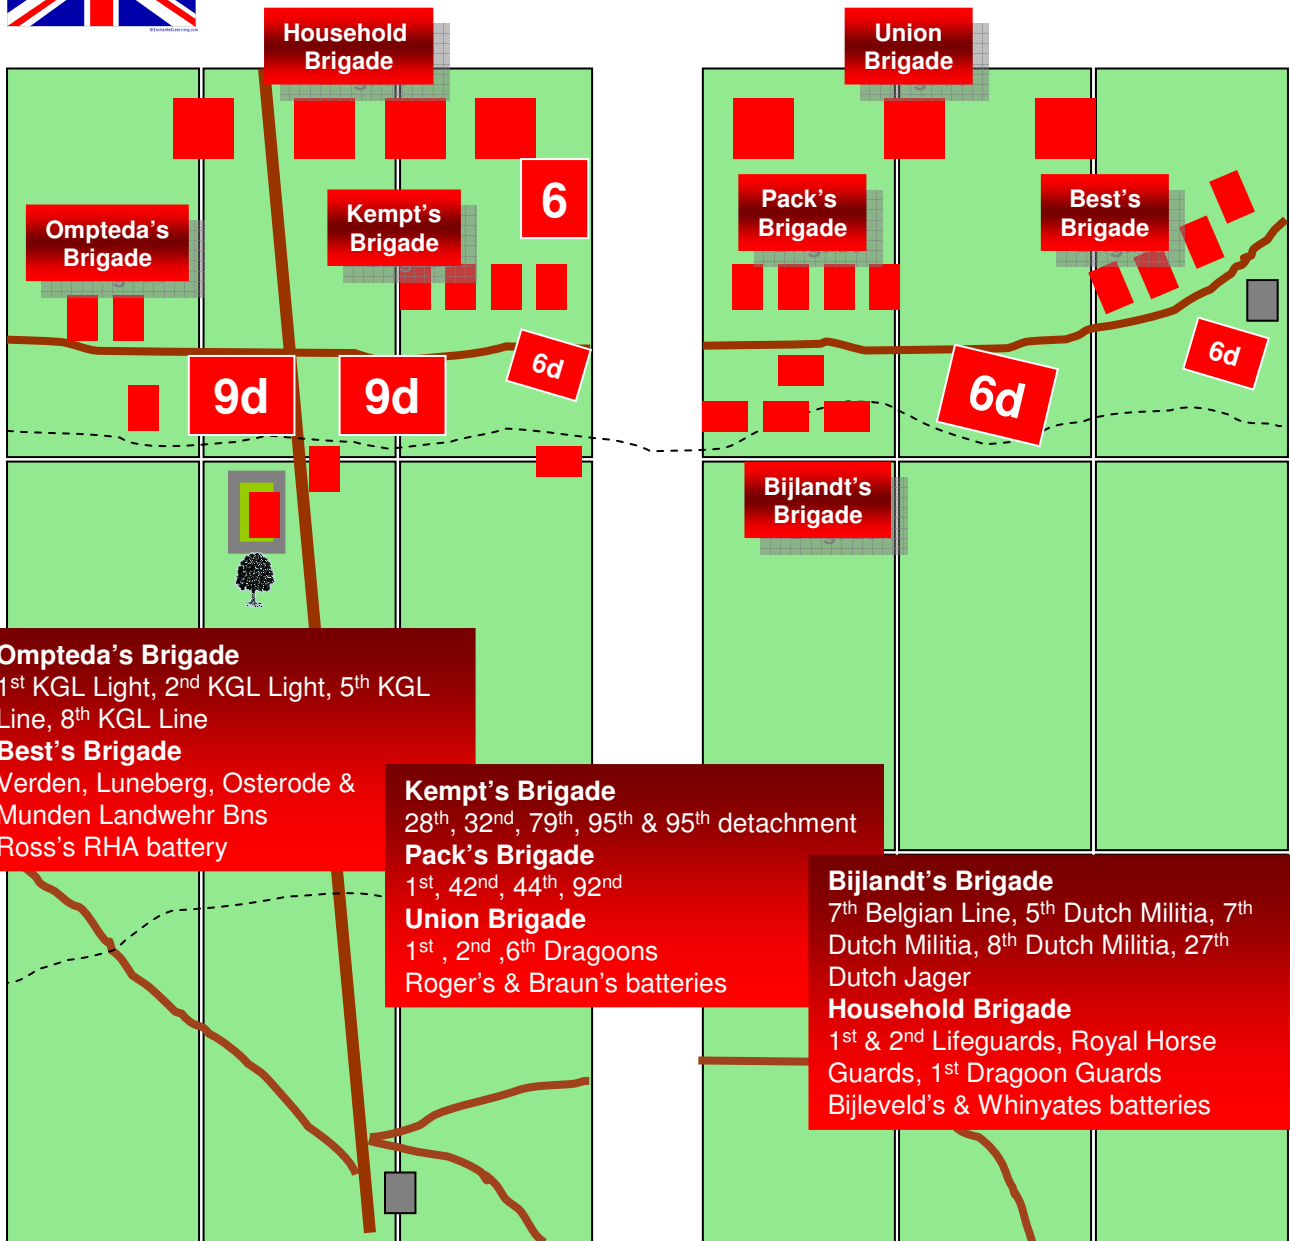 ©EnchantedLearning.com
Household
Brigade
Union
Brigade
6
Ompteda’s
Brigade
Kempt’s
Brigade
Pack’s
Brigade
Best’s
Brigade
9d
9d
6d
6d
6d
Bijlandt’s
Brigade
Ompteda’s Brigade
1st KGL Light, 2nd KGL Light, 5th KGL
Line, 8th KGL Line
Best’s Brigade
Verden, Luneberg, Osterode &
Munden Landwehr Bns
Ross’s RHA battery
Kempt’s Brigade
28th, 32nd, 79th, 95th & 95th detachment
Pack’s Brigade
1st, 42nd, 44th, 92nd
Union Brigade
1st , 2nd ,6th Dragoons
Roger’s & Braun’s batteries
Bijlandt’s Brigade
7th Belgian Line, 5th Dutch Militia, 7th
Dutch Militia, 8th Dutch Militia, 27th
Dutch Jager
Household Brigade
1st & 2nd Lifeguards, Royal Horse
Guards, 1st Dragoon Guards
Bijleveld’s & Whinyates batteries